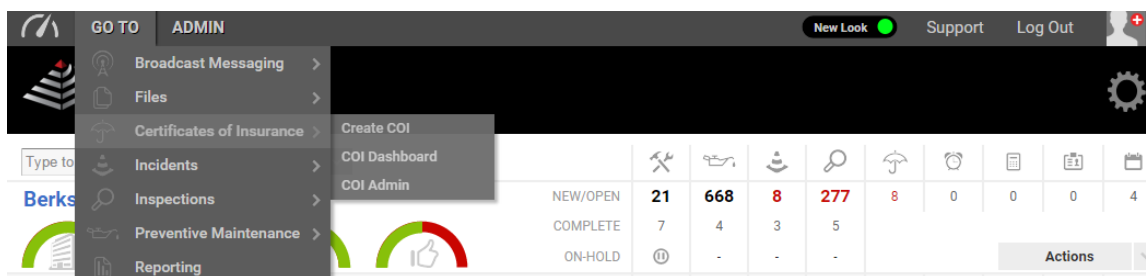 GO TO ADMIN New Look Support Log Out
Broadcast Messaging
Files
Certificates of Insurance Create COI
Type to COI Dashboard
Incidents COI Admin
Berks Inspections NEW/OPEN 21 668 8 277 8 0 0 0 4
Preventive Maintenance COMPLETE 7 4 3 5
Reporting ON-HOLD - - - Actions